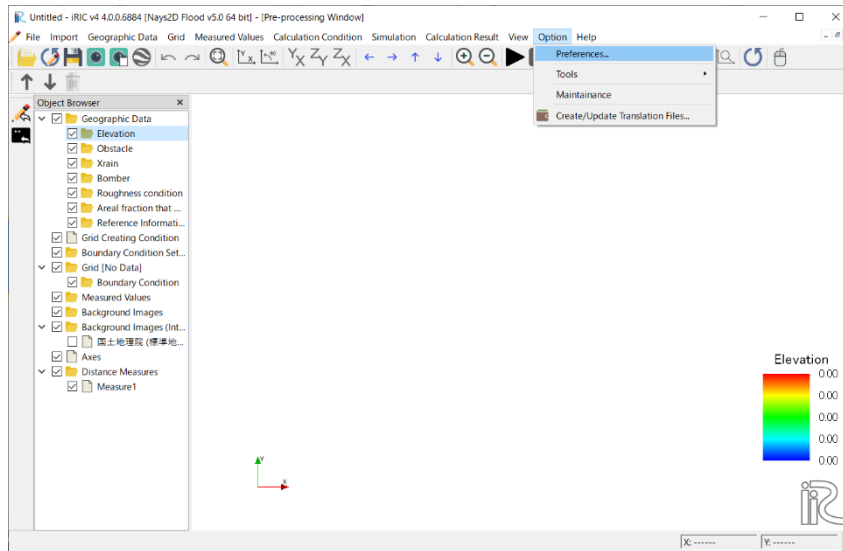 Untitled - iRIC v4 4.0.0.6884 [Nays2D Flood v5.0 64 bit] - [Pre-processing Window]
File Import Geographic Data Grid Measured Values Calculation Condition Simulation Calculation Result View Option Help
Preferences...
Tools
Maintainance
Create/Update Translation Files...
Object Browser
Geographic Data
Elevation
Obstacle
Xrain
Bomber
Roughness condition
Areal fraction that ...
Reference Informati...
Grid Creating Condition
Boundary Condition Set...
Grid [No Data]
Boundary Condition
Measured Values
Background Images
Background Images (Int...
国土地理院 (標準地...
Axes
Distance Measures
Measure1
Elevation
0.00
0.00
0.00
0.00
0.00
Y
X
iRIC
X: ------
Y: ------